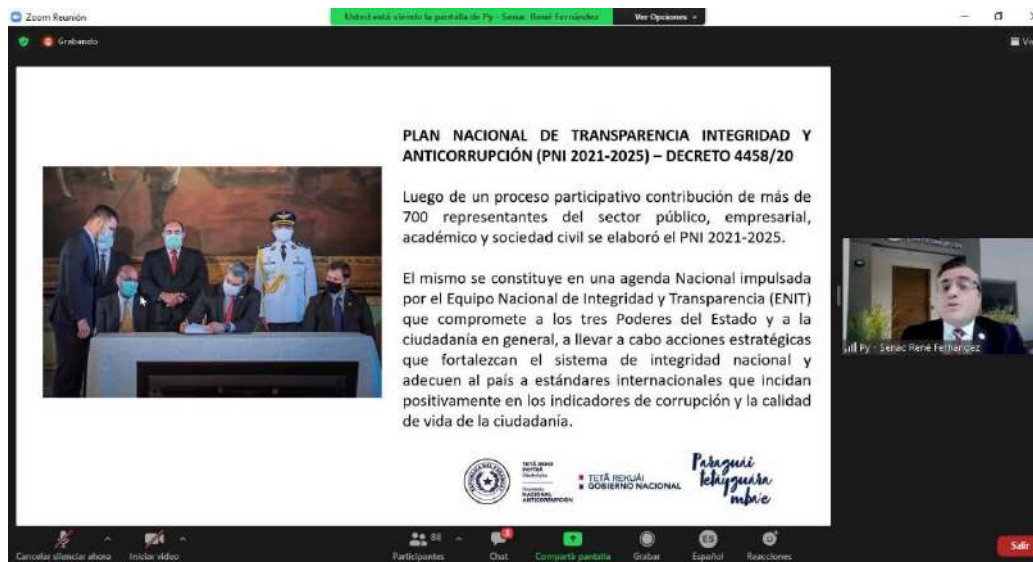 Zoom Reunión
Usted está viendo la pantalla de Py - Senac René Fernández
Ver Opciones
Grabando
PLAN NACIONAL DE TRANSPARENCIA INTEGRIDAD Y
ANTICORRUPCIÓN (PNI 2021-2025) – DECRETO 4458/20
Luego de un proceso participativo contribución de más de
700 representantes del sector público, empresarial,
académico y sociedad civil se elaboró el PNI 2021-2025.
El mismo se constituye en una agenda Nacional impulsada
por el Equipo Nacional de Integridad y Transparencia (ENIT)
que compromete a los tres Poderes del Estado y a la
ciudadanía en general, a llevar a cabo acciones estratégicas
que fortalezcan el sistema de integridad nacional y
adecuen al país a estándares internacionales que incidan
positivamente en los indicadores de corrupción y la calidad
de vida de la ciudadanía.
Py - Senac René Fernández
NACIONAL
ANTICORRUPCIÓN
TETÃ REKUÁI
GOBIERNO NACIONAL
Paraguái
tetãyguára
mba'e
Cancelar silenciar ahora
Iniciar video
88
Participantes
Chat
Compartir pantalla
Grabar
ES
Español
Reacciones
Salir